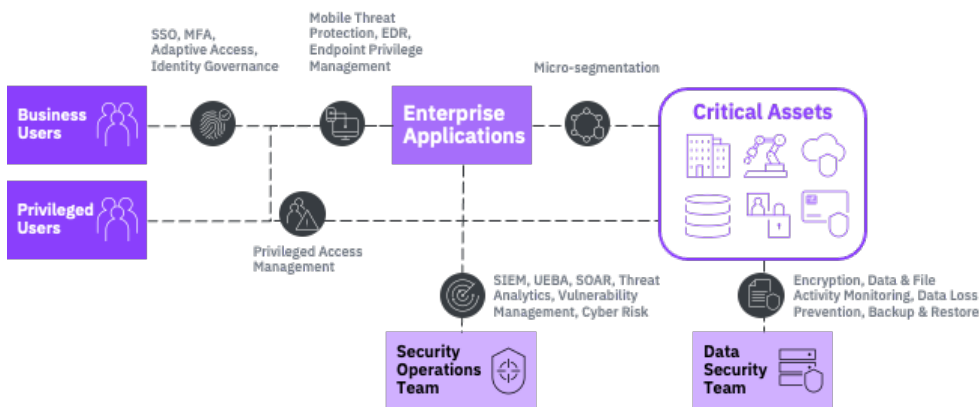 SSO, MFA,
Adaptive Access,
Identity Governance
Mobile Threat
Protection, EDR,
Endpoint Privilege
Management
Micro-segmentation
Business
Users
Enterprise
Applications
Critical Assets
Privileged
Users
Privileged Access
Management
SIEM, UEBA, SOAR, Threat
Analytics, Vulnerability
Management, Cyber Risk
Encryption, Data & File
Activity Monitoring, Data Loss
Prevention, Backup & Restore
Security
Operations
Team
Data
Security
Team